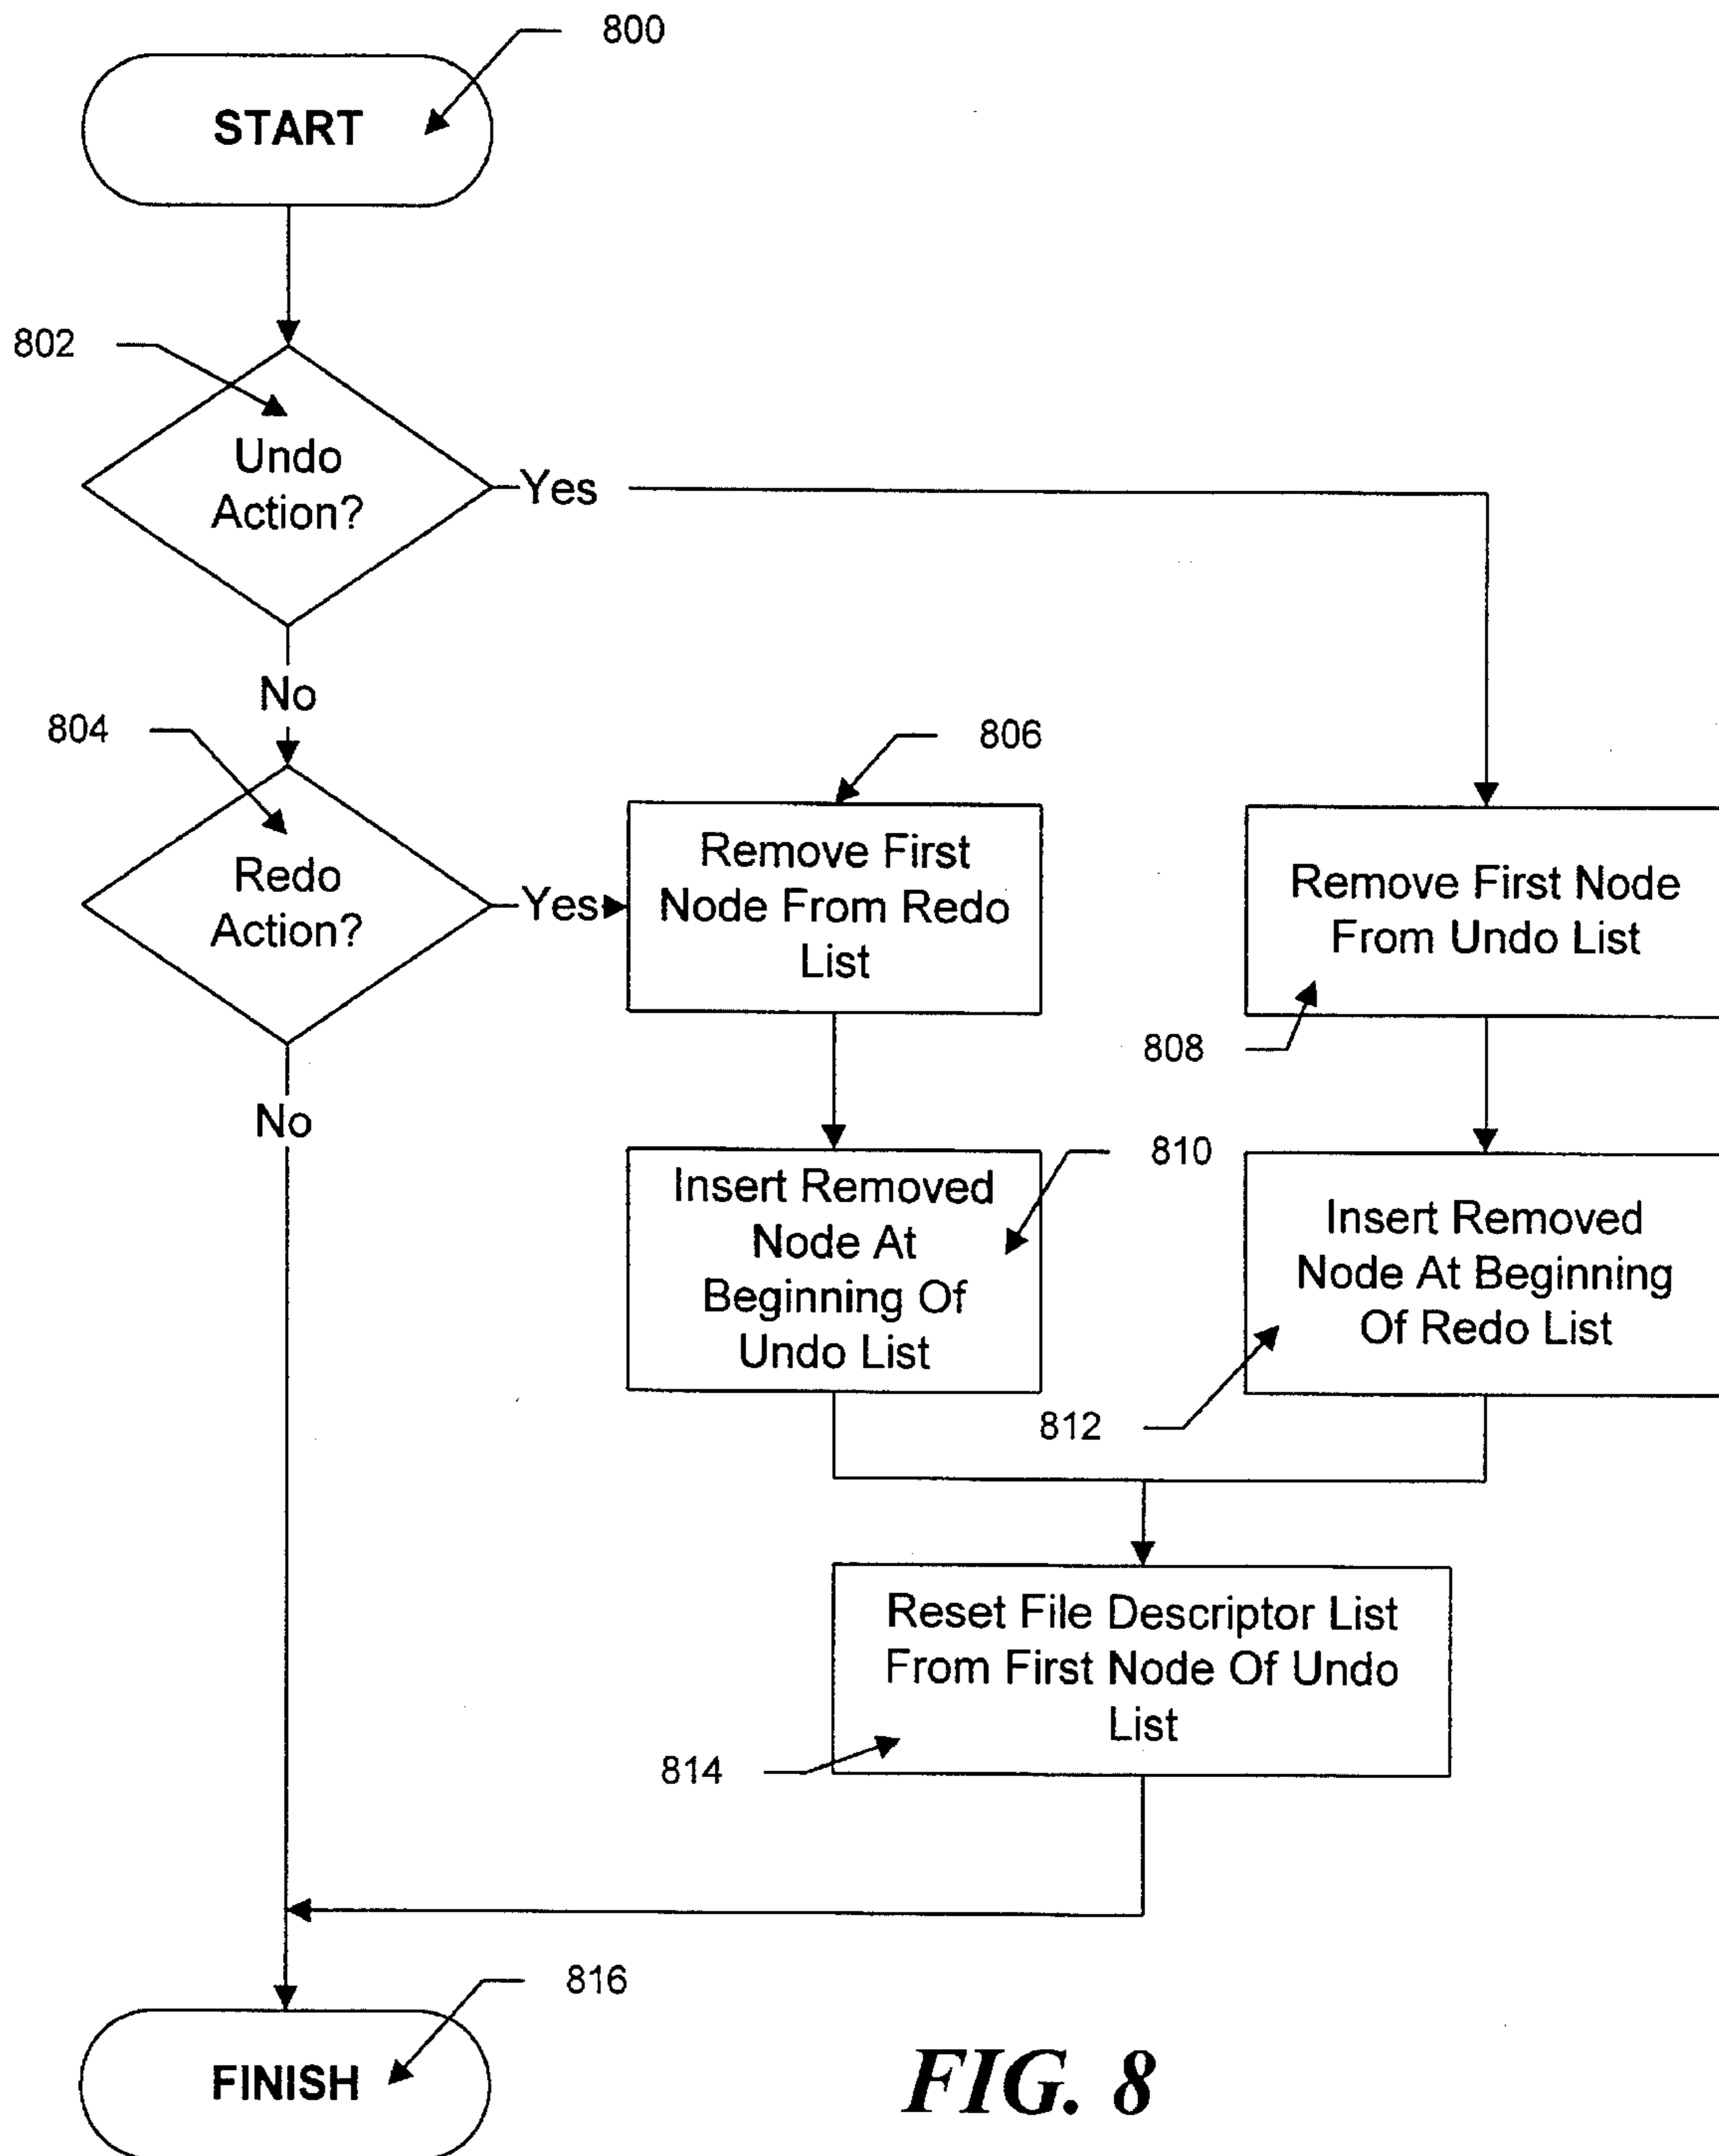 800
START
802
Undo
Action?
Yes
No
804
806
Redo
Action?
Yes
Remove First
Node From Redo
List
Remove First Node
From Undo List
808
No
810
Insert Removed
Node At
Beginning Of
Undo List
Insert Removed
Node At Beginning
Of Redo List
812
Reset File Descriptor List
From First Node Of Undo
List
814
816
FINISH
FIG. 8